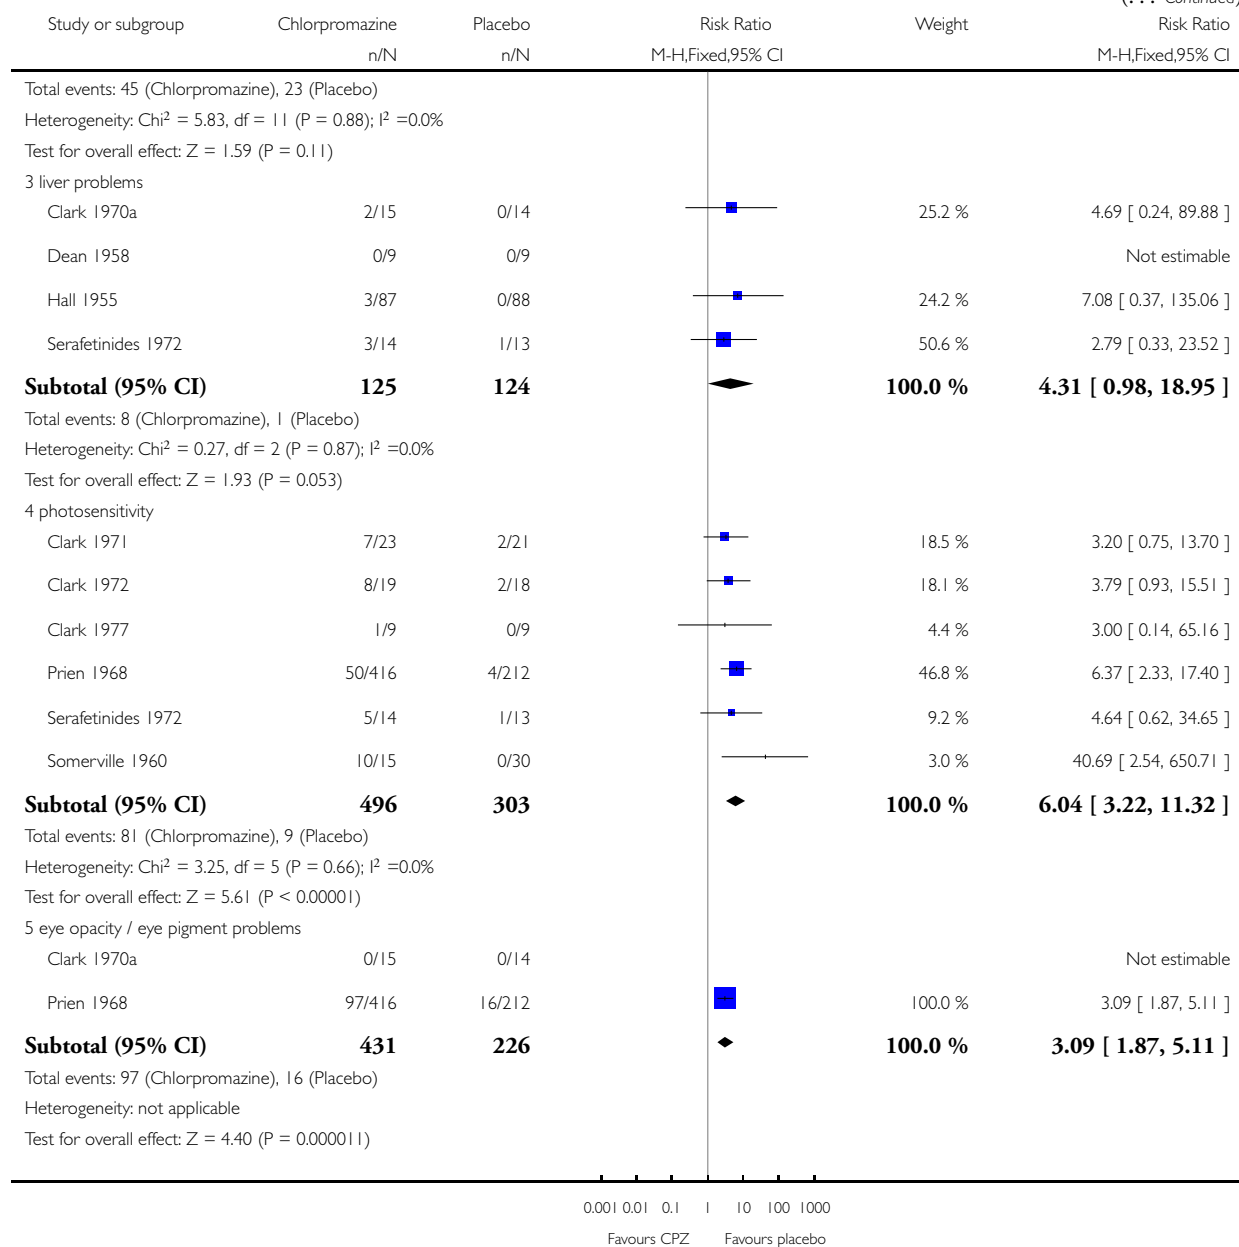 (... Continued)
Study or subgroup Chlorpromazine Placebo Risk Ratio Weight Risk Ratio
n/N n/N M-H,Fixed,95% CI M-H,Fixed,95% CI
Total events: 45 (Chlorpromazine), 23 (Placebo)
Heterogeneity: Chi² = 5.83, df = 11 (P = 0.88); I² =0.0%
Test for overall effect: Z = 1.59 (P = 0.11)
3 liver problems
Clark 1970a 2/15 0/14 25.2 % 4.69 [ 0.24, 89.88 ]
Dean 1958 0/9 0/9 Not estimable
Hall 1955 3/87 0/88 24.2 % 7.08 [ 0.37, 135.06 ]
Serafetinides 1972 3/14 1/13 50.6 % 2.79 [ 0.33, 23.52 ]
Subtotal (95% CI) 125 124 100.0 % 4.31 [ 0.98, 18.95 ]
Total events: 8 (Chlorpromazine), 1 (Placebo)
Heterogeneity: Chi² = 0.27, df = 2 (P = 0.87); I² =0.0%
Test for overall effect: Z = 1.93 (P = 0.053)
4 photosensitivity
Clark 1971 7/23 2/21 18.5 % 3.20 [ 0.75, 13.70 ]
Clark 1972 8/19 2/18 18.1 % 3.79 [ 0.93, 15.51 ]
Clark 1977 1/9 0/9 4.4 % 3.00 [ 0.14, 65.16 ]
Prien 1968 50/416 4/212 46.8 % 6.37 [ 2.33, 17.40 ]
Serafetinides 1972 5/14 1/13 9.2 % 4.64 [ 0.62, 34.65 ]
Somerville 1960 10/15 0/30 3.0 % 40.69 [ 2.54, 650.71 ]
Subtotal (95% CI) 496 303 100.0 % 6.04 [ 3.22, 11.32 ]
Total events: 81 (Chlorpromazine), 9 (Placebo)
Heterogeneity: Chi² = 3.25, df = 5 (P = 0.66); I² =0.0%
Test for overall effect: Z = 5.61 (P < 0.00001)
5 eye opacity / eye pigment problems
Clark 1970a 0/15 0/14 Not estimable
Prien 1968 97/416 16/212 100.0 % 3.09 [ 1.87, 5.11 ]
Subtotal (95% CI) 431 226 100.0 % 3.09 [ 1.87, 5.11 ]
Total events: 97 (Chlorpromazine), 16 (Placebo)
Heterogeneity: not applicable
Test for overall effect: Z = 4.40 (P = 0.000011)
0.001 0.01 0.1 1 10 100 1000
Favours CPZ Favours placebo